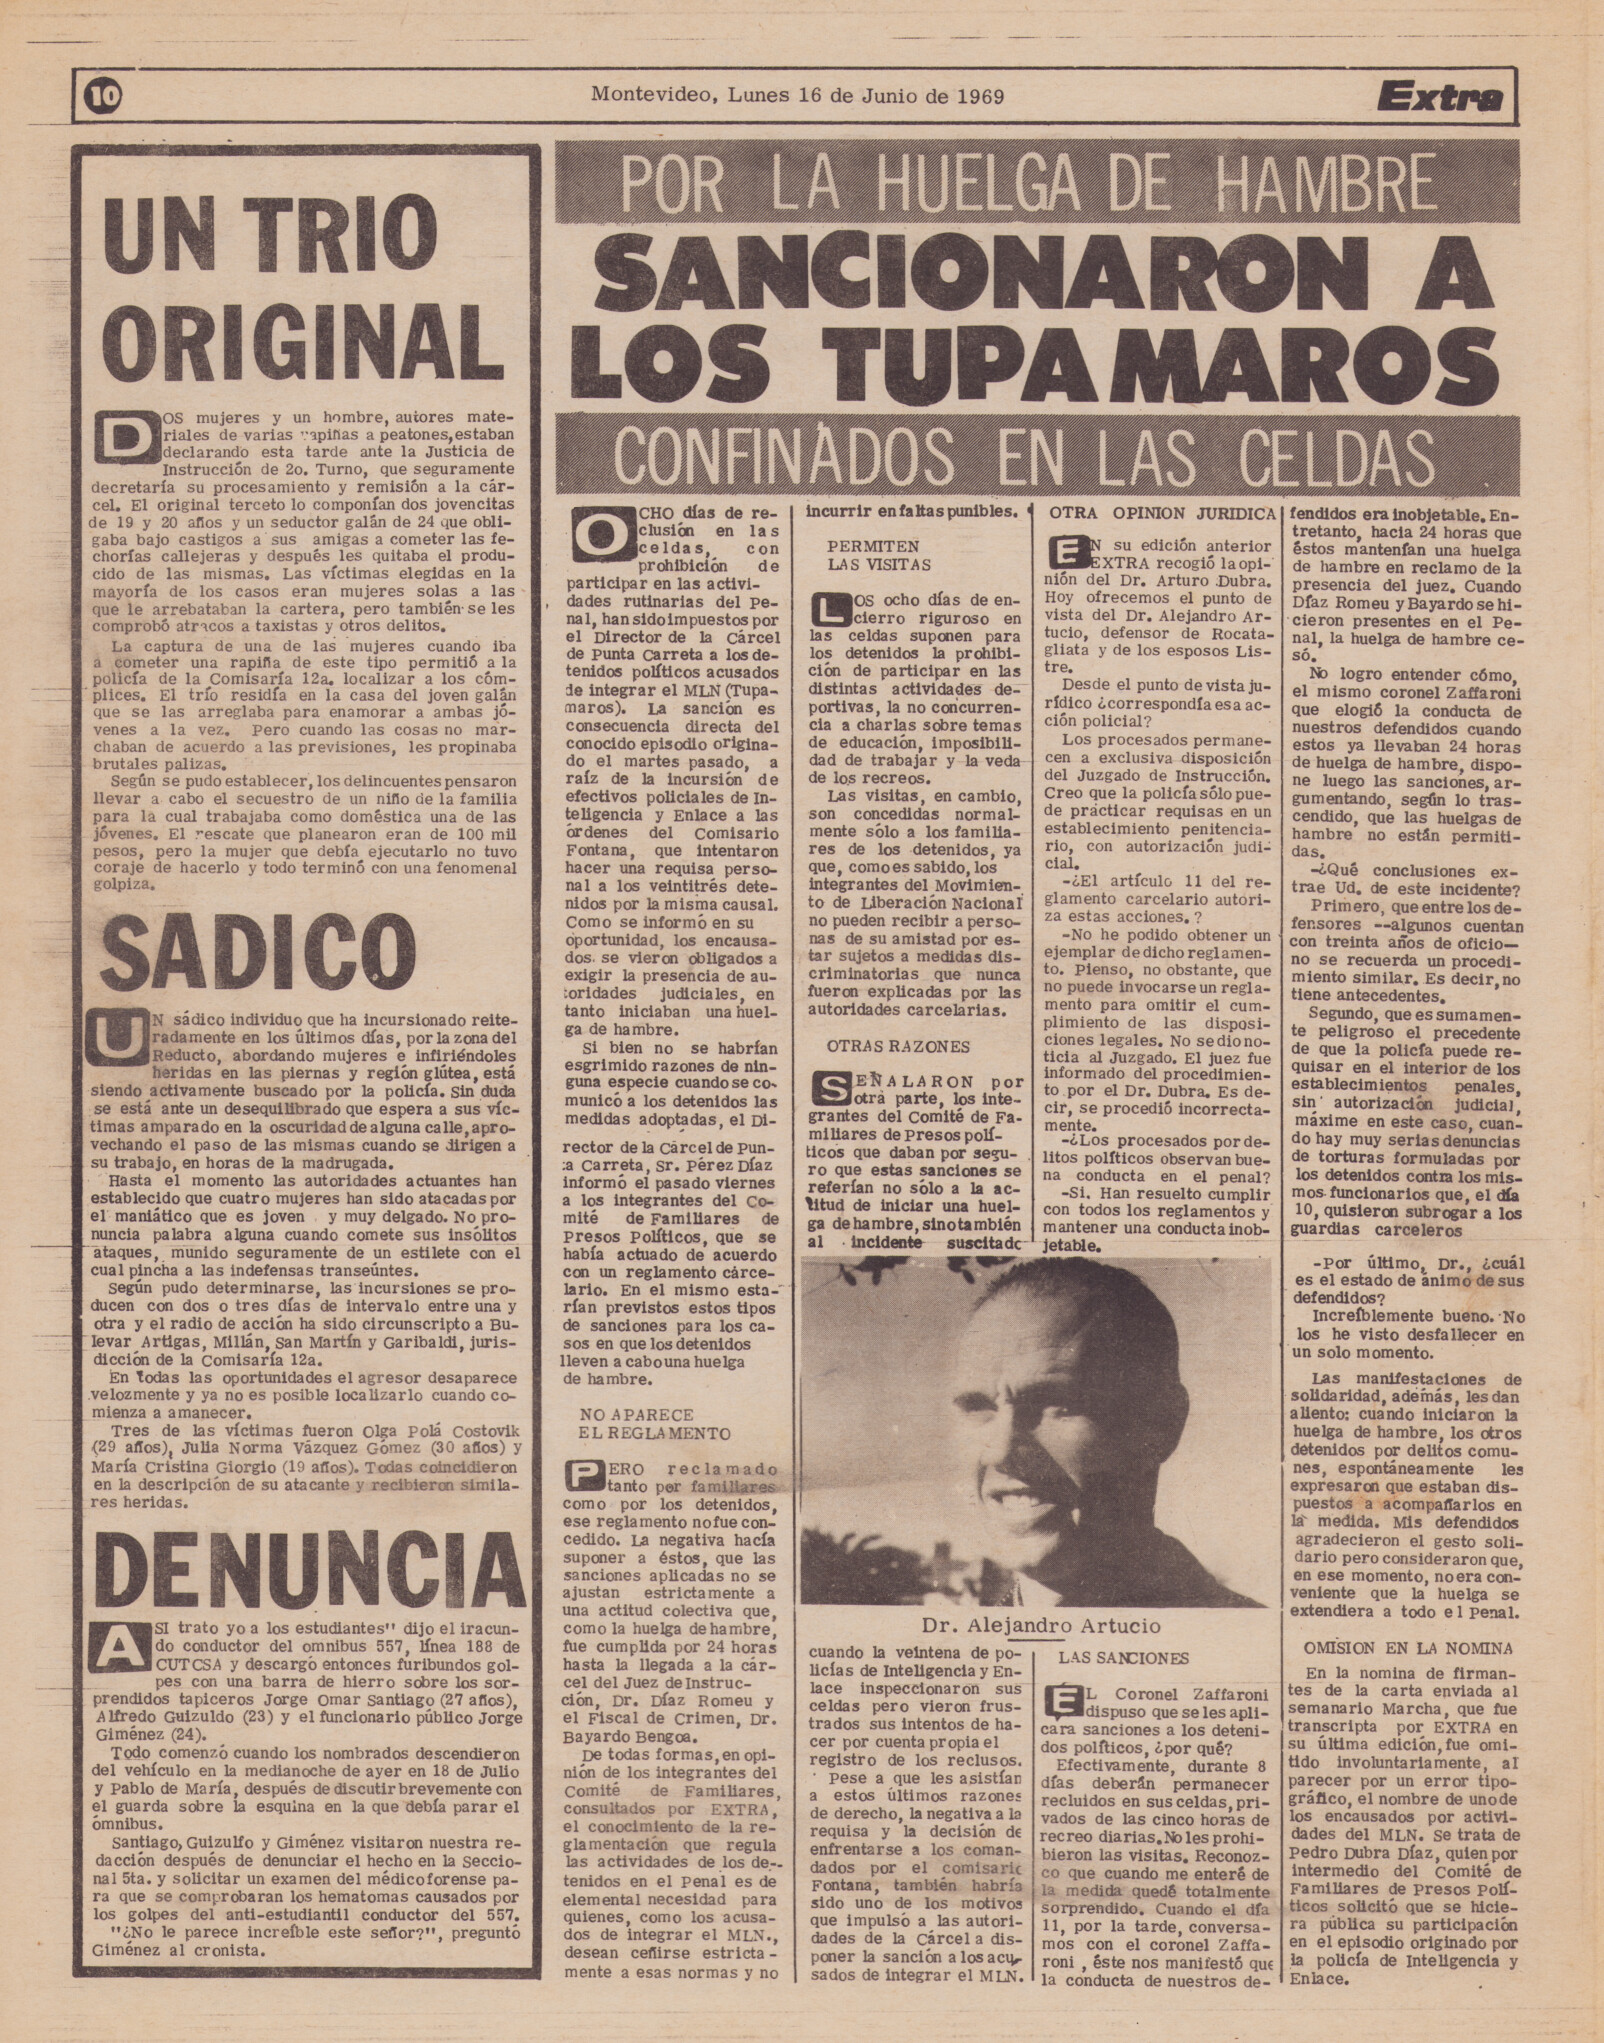 10
Montevideo, Lunes 16 de Junio de 1969
Extra
UN TRIO
ORIGINAL
DOS mujeres y un hombre, autores mate-
riales de varias rapiñas a peatones, estaban
declarando esta tarde ante la Justicia de
Instrucción de 2o. Turno, que seguramente
decretaría su procesamiento y remisión a la cár-
cel. El original terceto lo componían dos jovencitas
de 19 y 20 años y un seductor galán de 24 que obli-
gaba bajo castigos a sus amigas a cometer las fe-
chorías callejeras y después les quitaba el produ-
cido de las mismas. Las víctimas elegidas en la
mayoría de los casos eran mujeres solas a las
que le arrebataban la cartera, pero también se les
comprobó atracos a taxistas y otros delitos.
La captura de una de las mujeres cuando iba
a cometer una rapiña de este tipo permitió a la
policía de la Comisaría 12a. localizar a los cóm-
plices. El trío residía en la casa del joven galán
que se las arreglaba para enamorar a ambas jó-
venes a la vez. Pero cuando las cosas no mar-
chaban de acuerdo a las previsiones, les propinaba
brutales palizas.
Según se pudo establecer, los delincuentes pensaron
llevar a cabo el secuestro de un niño de la familia
para la cual trabajaba como doméstica una de las
jóvenes. El rescate que planearon eran de 100 mil
pesos, pero la mujer que debía ejecutarlo no tuvo
coraje de hacerlo y todo terminó con una fenomenal
golpiza.
SADICO
UN sádico individuo que ha incursionado reite-
radamente en los últimos días, por la zona del
Reducto, abordando mujeres e infiriéndoles
heridas en las piernas y región glútea, está
siendo activamente buscado por la policía. Sin duda
se está ante un desequilibrado que espera a sus víc-
timas amparado en la oscuridad de alguna calle, apro-
vechando el paso de las mismas cuando se dirigen a
su trabajo, en horas de la madrugada.
Hasta el momento las autoridades actuantes han
establecido que cuatro mujeres han sido atacadas por
el maniático que es joven y muy delgado. No pro-
nuncia palabra alguna cuando comete sus insólitos
ataques, munido seguramente de un estilete con el
cual pincha a las indefensas transeúntes.
Según pudo determinarse, las incursiones se pro-
ducen con dos o tres días de intervalo entre una y
otra y el radio de acción ha sido circunscripto a Bu-
levar Artigas, Millán, San Martín y Garibaldi, juris-
dicción de la Comisaría 12a.
En todas las oportunidades el agresor desaparece
velozmente y ya no es posible localizarlo cuando co-
mienza a amanecer.
Tres de las víctimas fueron Olga Polá Costovik
(29 años), Julia Norma Vázquez Gómez (30 años) y
María Cristina Giorgio (19 años). Todas coincidieron
en la descripción de su atacante y recibieron simila-
res heridas.
DENUNCIA
ASI trato yo a los estudiantes" dijo el iracun-
do conductor del omnibus 557, línea 188 de
CUTCSA y descargó entonces furibundos gol-
pes con una barra de hierro sobre los sor-
prendidos tapiceros Jorge Omar Santiago (27 años),
Alfredo Guizuldo (23) y el funcionario público Jorge
Giménez (24).
Todo comenzó cuando los nombrados descendieron
del vehículo en la medianoche de ayer en 18 de Julio
y Pablo de María, después de discutir brevemente con
el guarda sobre la esquina en la que debía parar el
ómnibus.
Santiago, Guizulfo y Giménez visitaron nuestra re-
dacción después de denunciar el hecho en la Seccio-
nal 5ta. y solicitar un examen del médico forense pa-
ra que se comprobaran los hematomas causados por
los golpes del anti-estudiantil conductor del 557.
"¿No le parece increíble este señor?", preguntó
Giménez al cronista.
POR LA HUELGA DE HAMBRE
SANCIONARON A
LOS TUPAMAROS
CONFINADOS EN LAS CELDAS
OCHO días de re-
clusión en las
celdas, con
prohibición de
participar en las activi-
dades rutinarias del Pe-
nal, han sido impuestos por
el Director de la Cárcel
de Punta Carreta a los de-
tenidos políticos acusados
de integrar el MLN (Tupa-
maros). La sanción es
consecuencia directa del
conocido episodio origina-
do el martes pasado, a
raíz de la incursión de
efectivos policiales de In-
teligencia y Enlace a las
órdenes del Comisario
Fontana, que intentaron
hacer una requisa perso-
nal a los veintitrés dete-
nidos por la misma causal.
Como se informó en su
oportunidad, los encausa-
dos se vieron obligados a
exigir la presencia de au-
toridades judiciales, en
tanto iniciaban una huel-
ga de hambre.
Si bien no se habrían
esgrimido razones de nin-
guna especie cuando se co-
municó a los detenidos las
medidas adoptadas, el Di-
rector de la Cárcel de Pun-
ta Carreta, Sr. Pérez Díaz
informó el pasado viernes
a los integrantes del Co-
mité de Familiares de
Presos Políticos, que se
había actuado de acuerdo
con un reglamento cárce-
lario. En el mismo esta-
rían previstos estos tipos
de sanciones para los ca-
sos en que los detenidos
lleven a cabo una huelga
de hambre.
NO APARECE
EL REGLAMENTO
PERO reclamado
tanto por familiares
como por los detenidos,
ese reglamento no fue con-
cedido. La negativa hacía
suponer a éstos, que las
sanciones aplicadas no se
ajustan estrictamente a
una actitud colectiva que,
como la huelga de hambre,
fue cumplida por 24 horas
hasta la llegada a la cár-
cel del Juez de Instruc-
ción, Dr. Díaz Romeu y
el Fiscal de Crimen, Dr.
Bayardo Bengoa.
De todas formas, en opi-
nión de los integrantes del
Comité de Familiares,
consultados por EXTRA,
el conocimiento de la re-
glamentación que regula
las actividades de los de-
tenidos en el Penal es de
elemental necesidad para
quienes, como los acusa-
dos de integrar el MLN.,
desean ceñirse estricta-
mente a esas normas y no
incurrir en faltas punibles.
PERMITEN
LAS VISITAS
LOS ocho días de en-
cierro riguroso en
las celdas suponen para
los detenidos la prohibi-
ción de participar en las
distintas actividades de-
portivas, la no concurren-
cia a charlas sobre temas
de educación, imposibili-
dad de trabajar y la veda
de los recreos.
Las visitas, en cambio,
son concedidas normal-
mente sólo a los familia-
res de los detenidos, ya
que, como es sabido, los
integrantes del Movimien-
to de Liberación Nacional
no pueden recibir a perso-
nas de su amistad por es-
tar sujetos a medidas dis-
criminatorias que nunca
fueron explicadas por las
autoridades carcelarias.
OTRAS RAZONES
SEÑALARON por
otra parte, los inte-
grantes del Comité de Fa-
miliares de Presos polí-
ticos que daban por segu-
ro que estas sanciones se
referían no sólo a la ac-
titud de iniciar una huel-
ga de hambre, sino también
al incidente suscitado
cuando la veintena de po-
licías de Inteligencia y En-
lace inspeccionaron sus
celdas pero vieron frus-
trados sus intentos de ha-
cer por cuenta propia el
registro de los reclusos.
Pese a que les asistían
a estos últimos razones
de derecho, la negativa a la
requisa y la decisión de
enfrentarse a los coman-
dados por el comisario
Fontana, también habría
sido uno de los motivos
que impulsó a las autori-
dades de la Cárcel a dis-
poner la sanción a los acu-
sados de integrar el MLN.
OTRA OPINION JURIDICA
EN su edición anterior
EXTRA recogió la opi-
nión del Dr. Arturo Dubra.
Hoy ofrecemos el punto de
vista del Dr. Alejandro Ar-
tucio, defensor de Rocata-
gliata y de los esposos Lis-
tre.
Desde el punto de vista ju-
rídico ¿correspondía esa ac-
ción policial?
Los procesados permane-
cen a exclusiva disposición
del Juzgado de Instrucción.
Creo que la policía sólo pue-
de practicar requisas en un
establecimiento penitencia-
rio, con autorización judi-
cial.
-¿El artículo 11 del re-
glamento carcelario autori-
za estas acciones.?
-No he podido obtener un
ejemplar de dicho reglamen-
to. Pienso, no obstante, que
no puede invocarse un regla-
mento para omitir el cum-
plimiento de las disposi-
ciones legales. No se dio no-
ticia al Juzgado. El juez fue
informado del procedimien-
to por el Dr. Dubra. Es de-
cir, se procedió incorrecta-
mente.
-¿Los procesados por de-
litos políticos observan bue-
na conducta en el penal?
-Si. Han resuelto cumplir
con todos los reglamentos y
mantener una conducta inob-
jetable.
Dr. Alejandro Artucio
LAS SANCIONES
EL Coronel Zaffaroni
dispuso que se les apli-
cara sanciones a los deteni-
dos políticos, ¿por qué?
Efectivamente, durante 8
días deberán permanecer
recluidos en sus celdas, pri-
vados de las cinco horas de
recreo diarias. No les prohi-
bieron las visitas. Reconoz-
co que cuando me enteré de
la medida quedé totalmente
sorprendido. Cuando el día
11, por la tarde, conversa-
mos con el coronel Zaffa-
roni , éste nos manifestó que
la conducta de nuestros de-
fendidos era inobjetable. En-
tretanto, hacia 24 horas que
éstos mantenían una huelga
de hambre en reclamo de la
presencia del juez. Cuando
Díaz Romeu y Bayardo se hi-
cieron presentes en el Pe-
nal, la huelga de hambre ce-
só.
No logro entender cómo,
el mismo coronel Zaffaroni
que elogió la conducta de
nuestros defendidos cuando
estos ya llevaban 24 horas
de huelga de hambre, dispo-
ne luego las sanciones, ar-
gumentando, según lo tras-
cendido, que las huelgas de
hambre no están permiti-
das.
-¿Qué conclusiones ex-
trae Ud. de este incidente?
Primero, que entre los de-
fensores --algunos cuentan
con treinta años de oficio--
no se recuerda un procedi-
miento similar. Es decir, no
tiene antecedentes.
Segundo, que es sumamen-
te peligroso el precedente
de que la policía puede re-
quisar en el interior de los
establecimientos penales,
sin autorización judicial,
máxime en este caso, cuan-
do hay muy serias denuncias
de torturas formuladas por
los detenidos contra los mis-
mos funcionarios que, el día
10, quisieron subrogar a los
guardias carceleros
-Por último, Dr., ¿cuál
es el estado de ánimo de sus
defendidos?
Increíblemente bueno. No
los he visto desfallecer en
un solo momento.
Las manifestaciones de
solidaridad, además, les dan
aliento: cuando iniciaron la
huelga de hambre, los otros
detenidos por delitos comu-
nes, espontáneamente les
expresaron que estaban dis-
puestos a acompañarlos en
la medida. Mis defendidos
agradecieron el gesto soli-
dario pero consideraron que,
en ese momento, no era con-
veniente que la huelga se
extendiera a todo el Penal.
OMISION EN LA NOMINA
En la nomina de firman-
tes de la carta enviada al
semanario Marcha, que fue
transcripta por EXTRA en
su última edición, fue omi-
tido involuntariamente, al
parecer por un error tipo-
gráfico, el nombre de uno de
los encausados por activi-
dades del MLN. Se trata de
Pedro Dubra Díaz, quien por
intermedio del Comité de
Familiares de Presos Polí-
ticos solicitó que se hicie-
ra pública su participación
en el episodio originado por
la policía de Inteligencia y
Enlace.